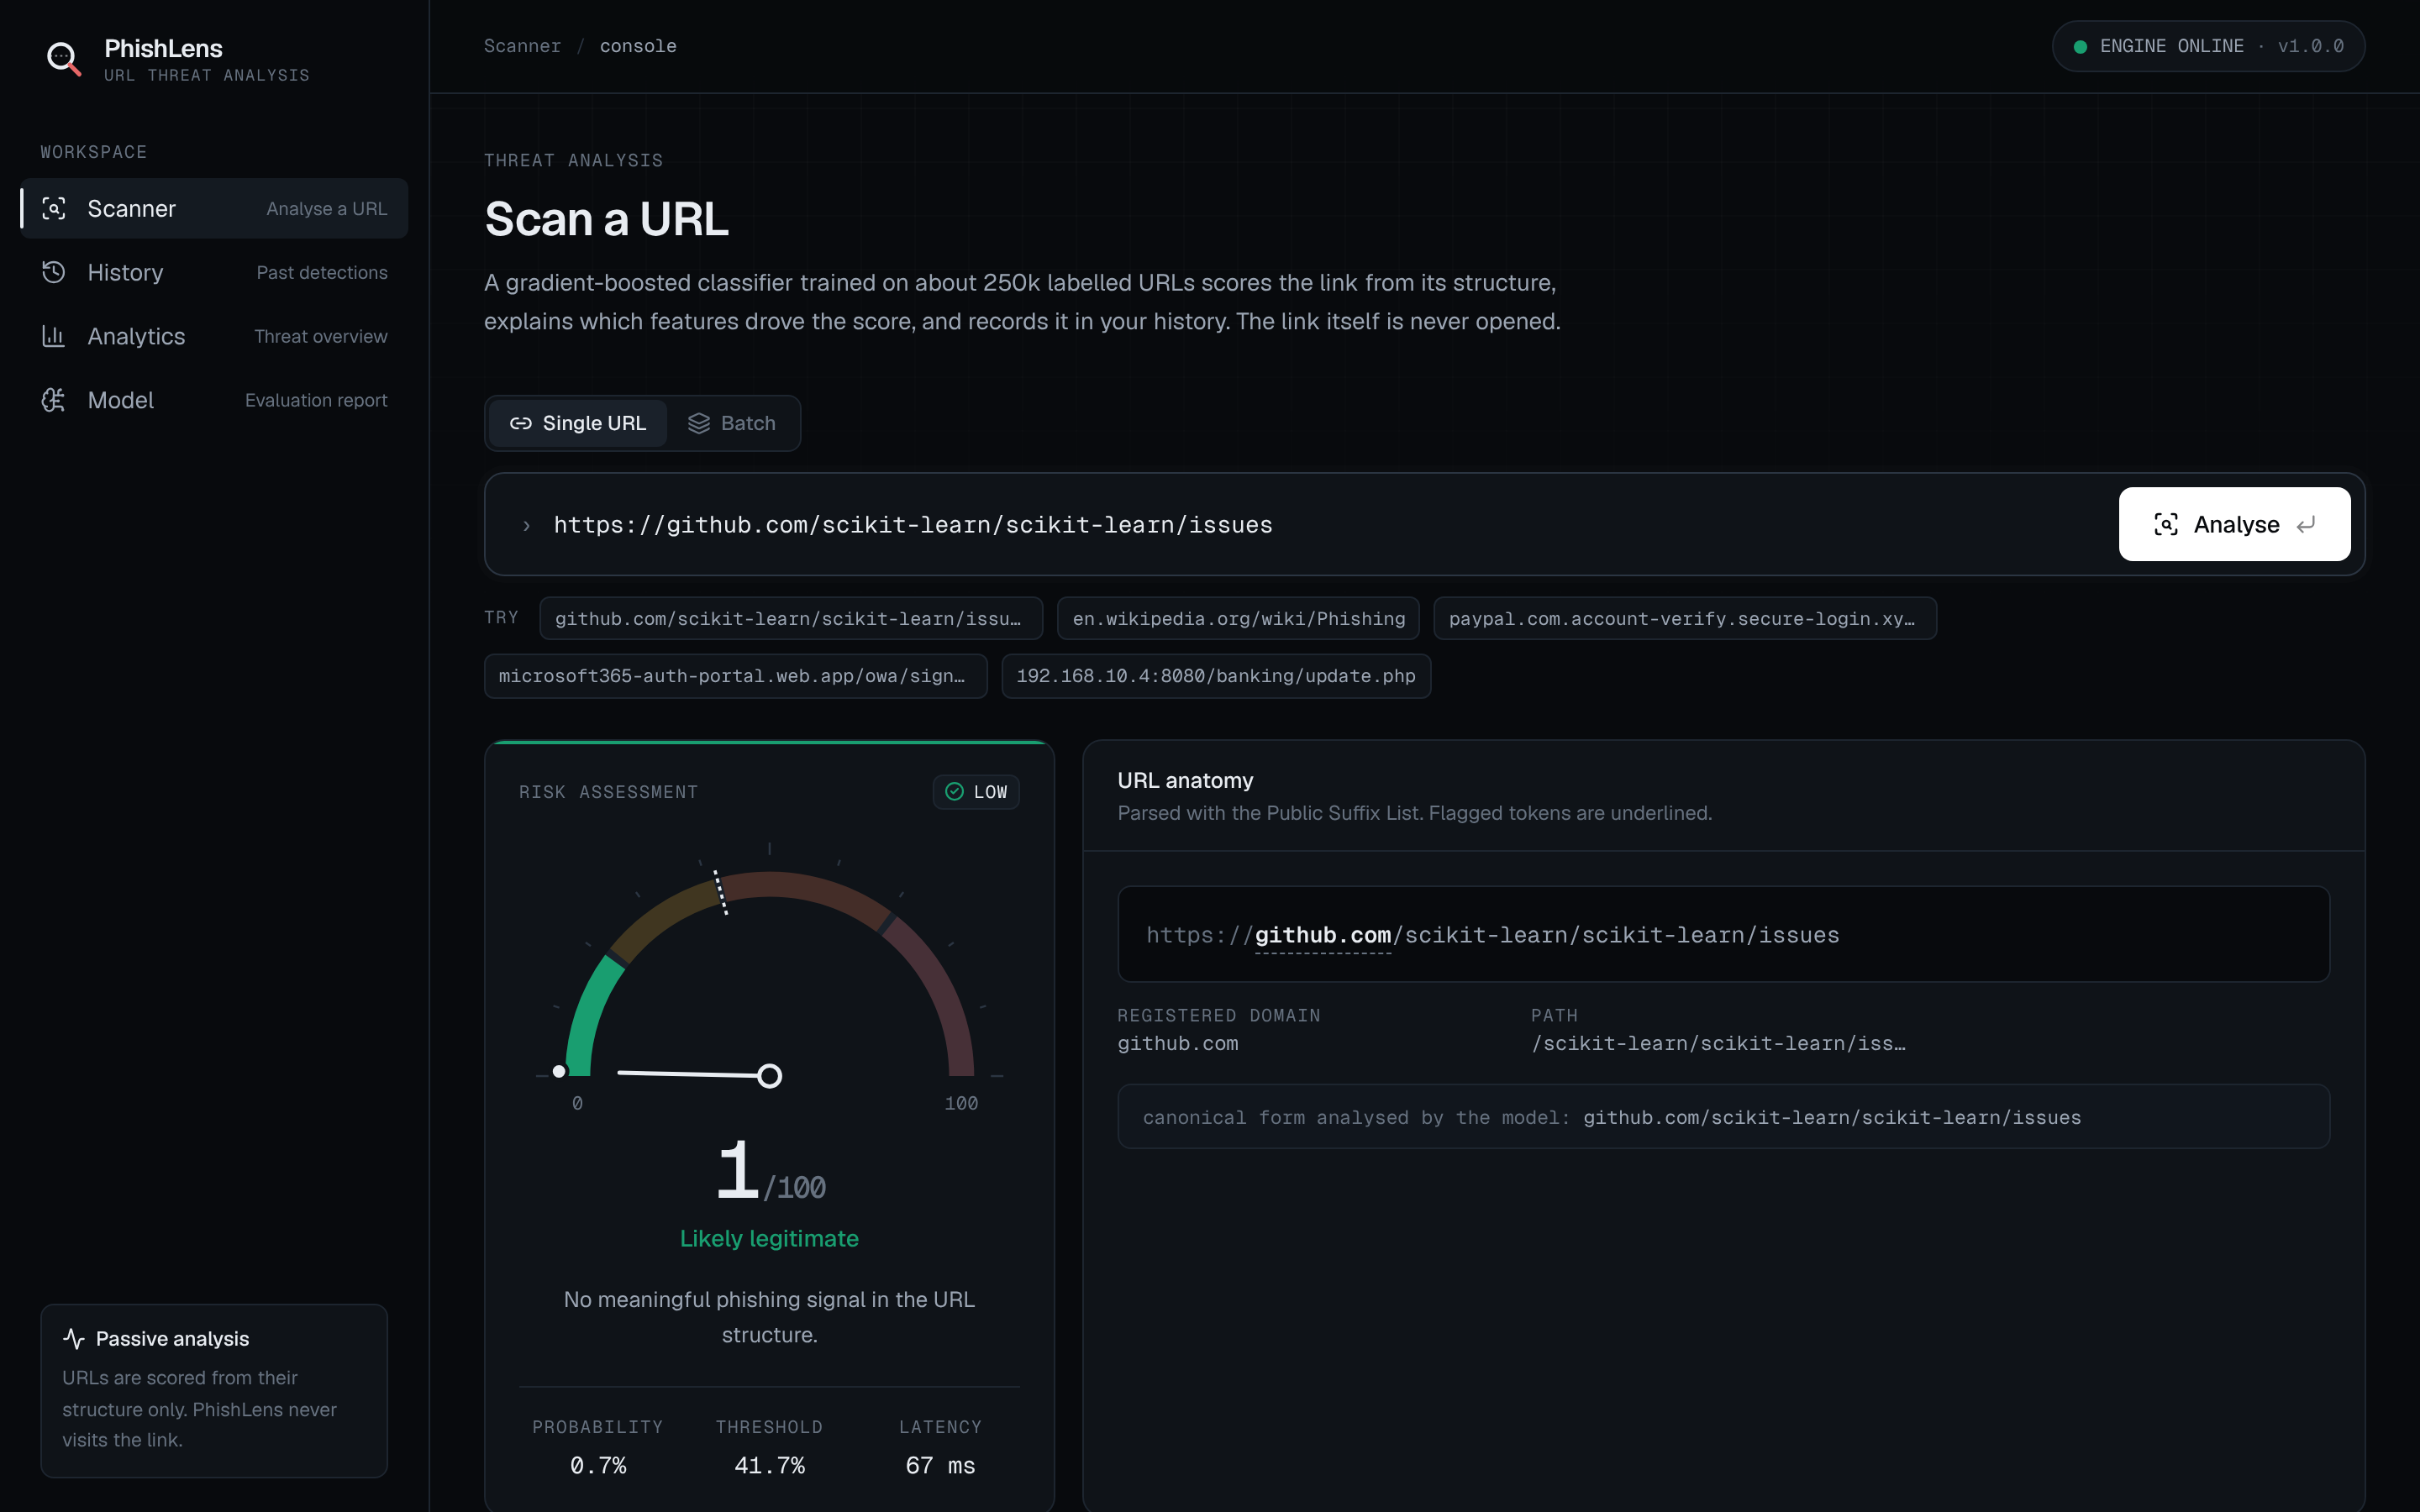 PhishLens
URL THREAT ANALYSIS
Scanner / console
ENGINE ONLINE · v1.0.0
WORKSPACE
Scanner Analyse a URL
History Past detections
Analytics Threat overview
Model Evaluation report
THREAT ANALYSIS
Scan a URL
A gradient-boosted classifier trained on about 250k labelled URLs scores the link from its structure,
explains which features drove the score, and records it in your history. The link itself is never opened.
Single URL Batch
› https://github.com/scikit-learn/scikit-learn/issues
Analyse
TRY github.com/scikit-learn/scikit-learn/issu… en.wikipedia.org/wiki/Phishing paypal.com.account-verify.secure-login.xy…
microsoft365-auth-portal.web.app/owa/sign… 192.168.10.4:8080/banking/update.php
RISK ASSESSMENT LOW
0 100
1/100
Likely legitimate
No meaningful phishing signal in the URL
structure.
PROBABILITY THRESHOLD LATENCY
0.7% 41.7% 67 ms
URL anatomy
Parsed with the Public Suffix List. Flagged tokens are underlined.
https://github.com/scikit-learn/scikit-learn/issues
REGISTERED DOMAIN PATH
github.com /scikit-learn/scikit-learn/iss…
canonical form analysed by the model: github.com/scikit-learn/scikit-learn/issues
Passive analysis
URLs are scored from their
structure only. PhishLens never
visits the link.